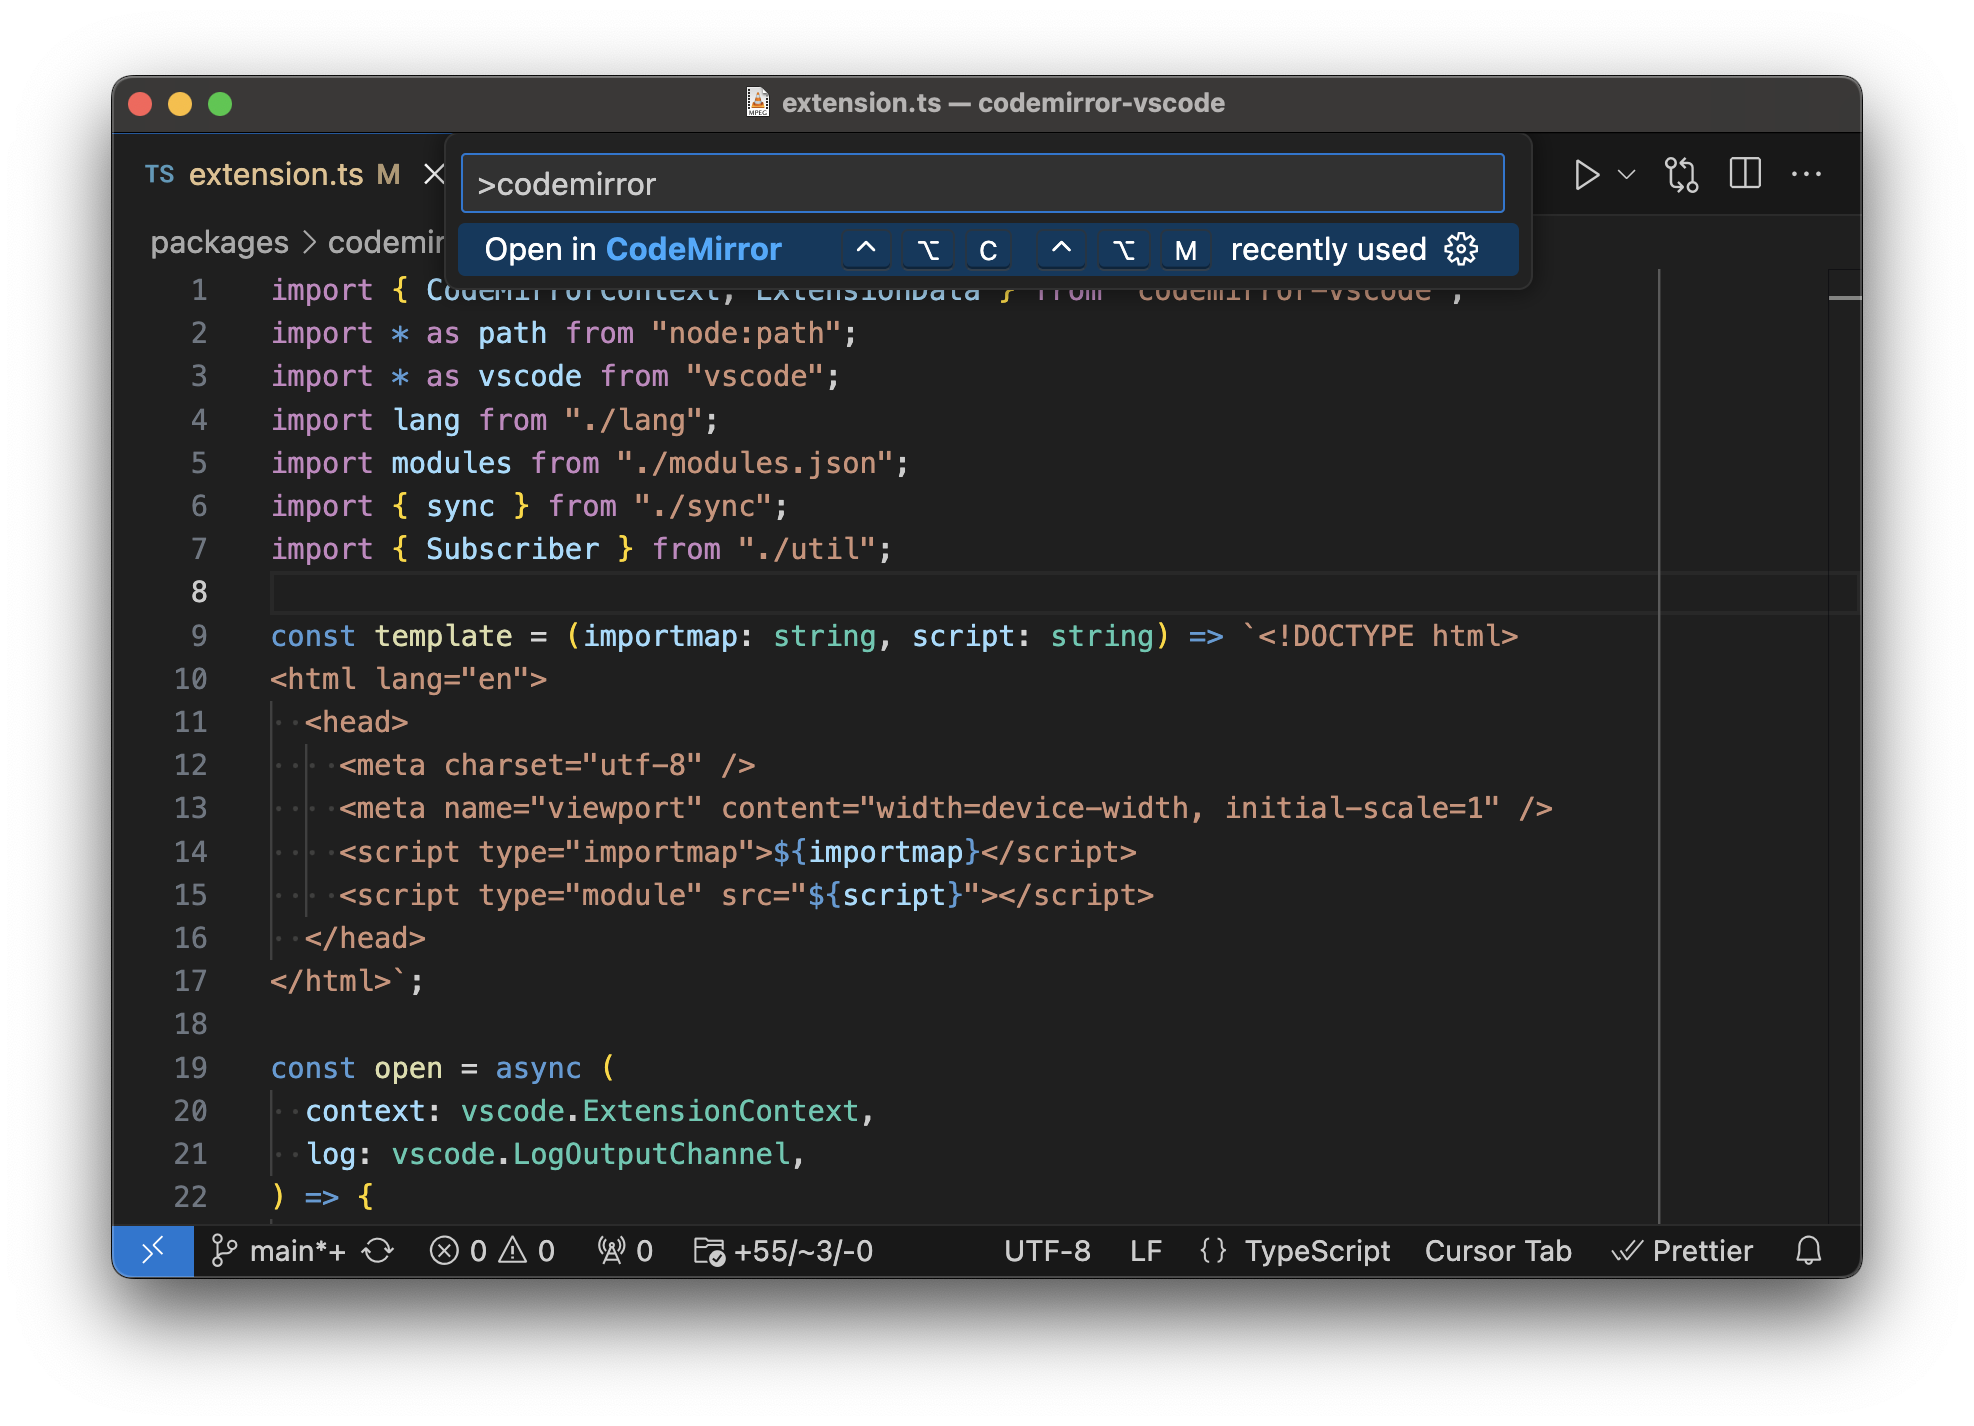 extension.ts — codemirror-vscode
TS extension.ts M
>codemirror
packages > codemir
Open in CodeMirror ^ ⌥ C ^ ⌥ M recently used
1 import { CodeMirrorContext, ExtensionData } from "codemirror-vscode";
2 import * as path from "node:path";
3 import * as vscode from "vscode";
4 import lang from "./lang";
5 import modules from "./modules.json";
6 import { sync } from "./sync";
7 import { Subscriber } from "./util";
8
9 const template = (importmap: string, script: string) => `<!DOCTYPE html>
10 <html lang="en">
11 <head>
12 <meta charset="utf-8" />
13 <meta name="viewport" content="width=device-width, initial-scale=1" />
14 <script type="importmap">${importmap}</script>
15 <script type="module" src="${script}"></script>
16 </head>
17 </html>`;
18
19 const open = async (
20 context: vscode.ExtensionContext,
21 log: vscode.LogOutputChannel,
22 ) => {
main*+ 0 0 0 +55/~3/-0 UTF-8 LF {} TypeScript Cursor Tab Prettier